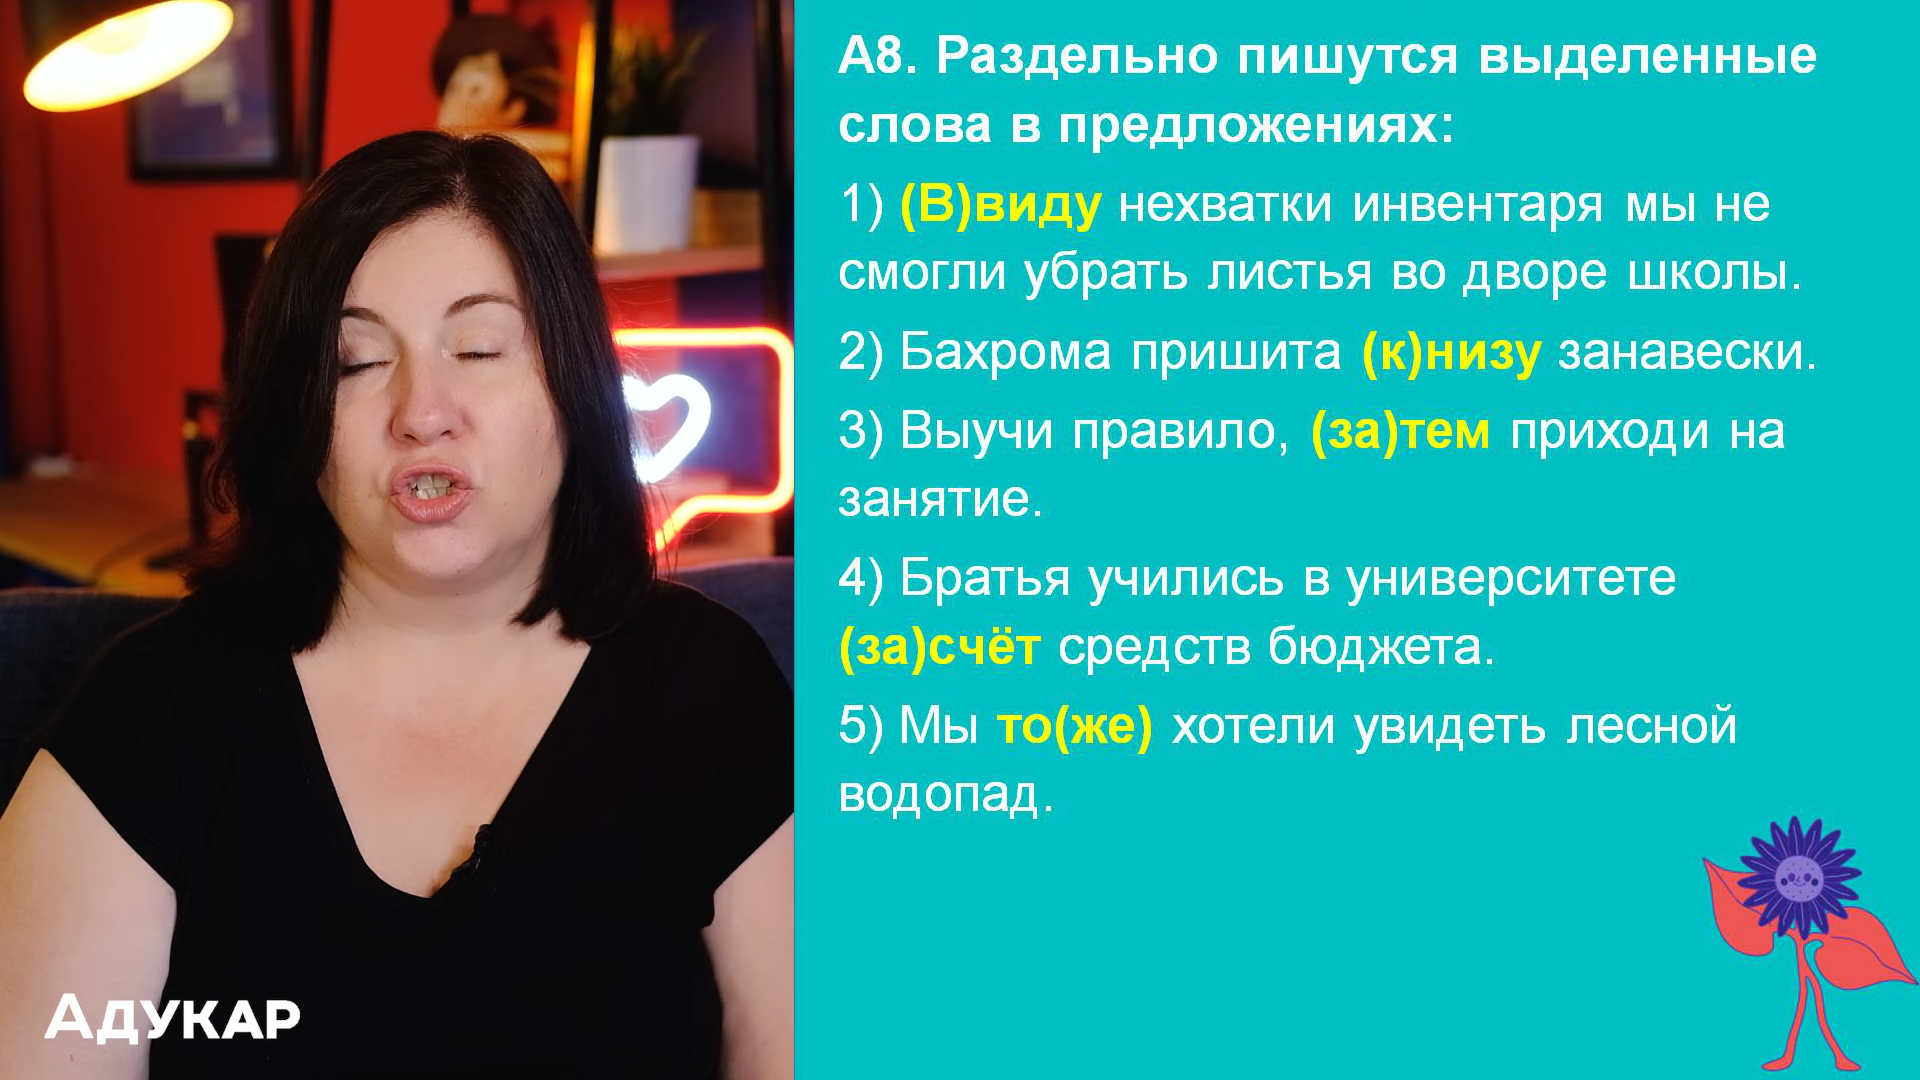 А8. Раздельно пишутся выделенные
слова в предложениях:
1) (В)виду нехватки инвентаря мы не
смогли убрать листья во дворе школы.
2) Бахрома пришита (к)низу занавески.
3) Выучи правило, (за)тем приходи на
занятие.
4) Братья учились в университете
(за)счёт средств бюджета.
5) Мы то(же) хотели увидеть лесной
водопад.
АДУКАР